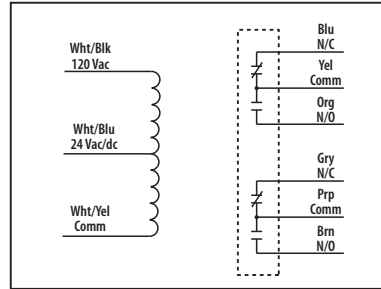 Wht/Blk
120 Vac
Wht/Blu
24 Vac/dc
Wht/Yel
Comm
Blu
N/C
Yel
Comm
Org
N/O
Gry
N/C
Prp
Comm
Brn
N/O